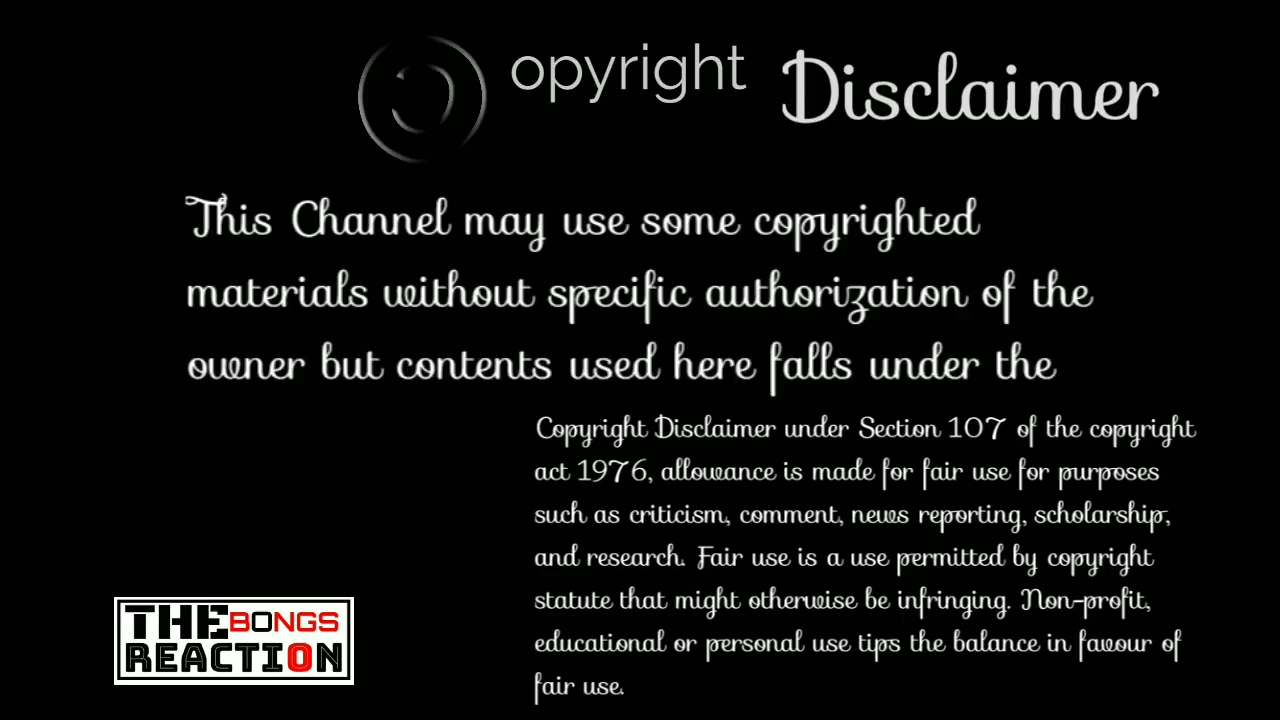 © opyright Disclaimer
This Channel may use some copyrighted
materials without specific authorization of the
owner but contents used here falls under the
Copyright Disclaimer under Section 107 of the copyright
act 1976, allowance is made for fair use for purposes
such as criticism, comment, news reporting, scholarship,
and research. Fair use is a use permitted by copyright
statute that might otherwise be infringing. Non-profit,
educational or personal use tips the balance in favour of
fair use.
THE BONGS
REACTION